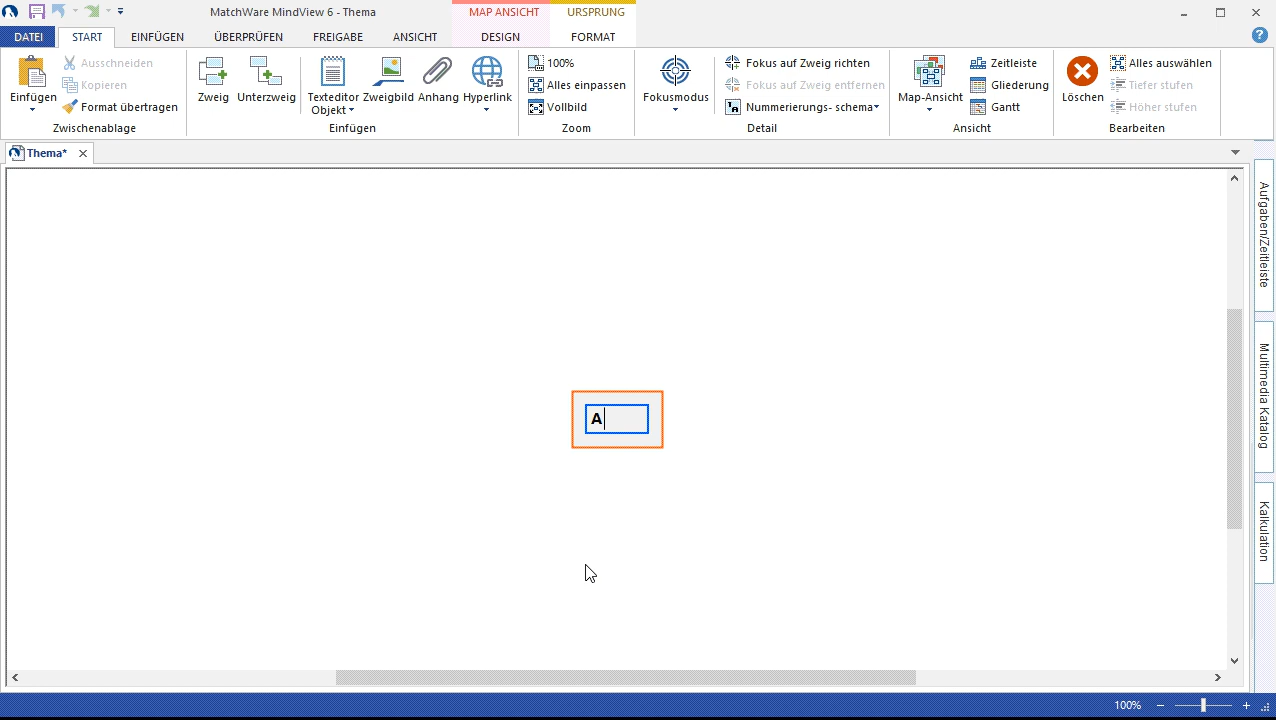 MatchWare MindView 6 - Thema
MAP ANSICHT
URSPRUNG
DATEI
START
EINFÜGEN
ÜBERPRÜFEN
FREIGABE
ANSICHT
DESIGN
FORMAT
Einfügen
Ausschneiden
Kopieren
Format übertragen
Zwischenablage
Zweig
Unterzweig
Texteditor Objekt
Zweigbild
Anhang
Hyperlink
Einfügen
100%
Alles einpassen
Vollbild
Zoom
Fokusmodus
Fokus auf Zweig richten
Fokus auf Zweig entfernen
Nummerierungs- schema
Detail
Map-Ansicht
Zeitleiste
Gliederung
Gantt
Ansicht
Löschen
Alles auswählen
Tiefer stufen
Höher stufen
Bearbeiten
Thema*
A
Aufgaben/Zeitleiste
Multimedia Katalog
Kalkulation
100%